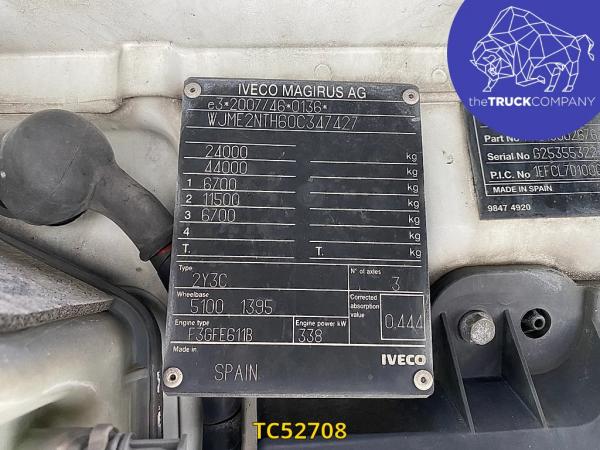 IVECO MAGIRUS AG
e3*2007/46*0136*
WJME2NTH60C347427
24000 kg
44000 kg
1 6700 kg
2 11500 kg
3 6700 kg
4 kg
T. T. kg
Type
2Y3C
N° of axles
3
Wheelbase
5100 1395
Corrected absorption value
0.444
Engine type
F3GFE611B
Engine power kW
338
Made in
SPAIN
IVECO
theTRUCKCOMPANY
Part No
Serial No G25355322
P.I.C. No
MADE IN SPAIN
9847 4920
TC52708